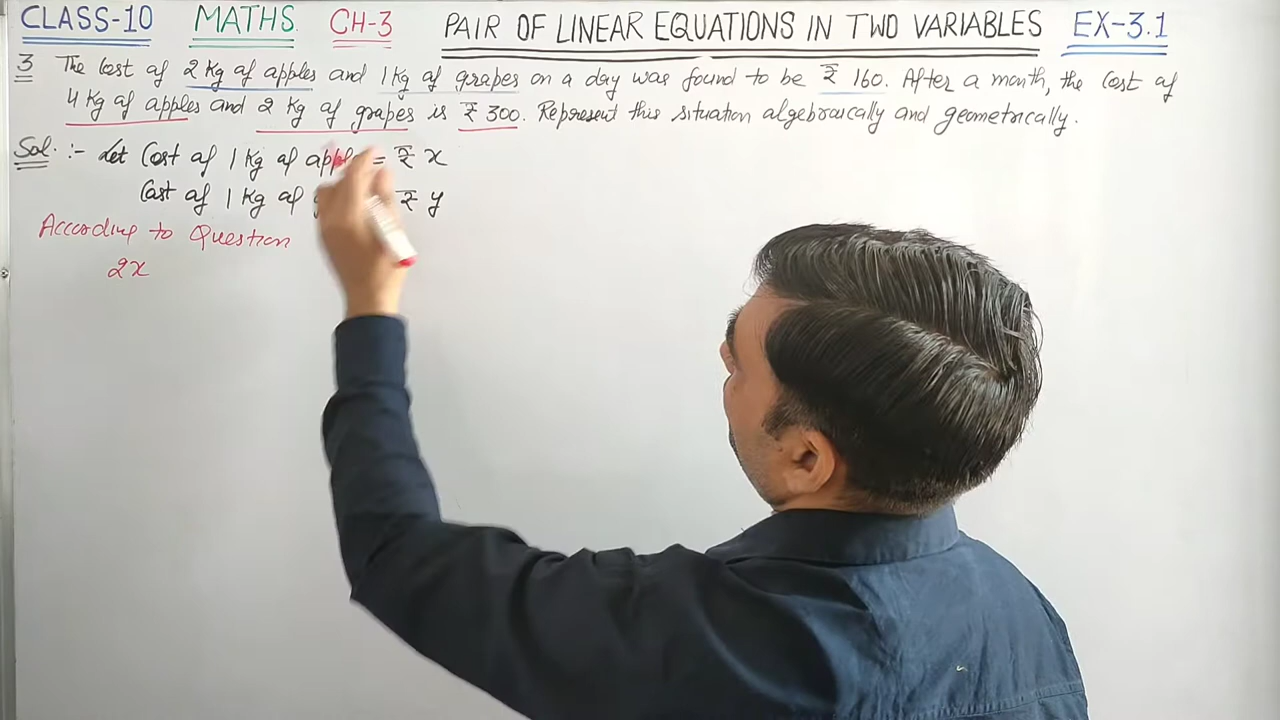 CLASS-10 MATHS CH-3 PAIR OF LINEAR EQUATIONS IN TWO VARIABLES EX-3.1
3 The Cost of 2 Kg of apples and 1 Kg of grapes on a day was found to be ₹ 160. After a month, the Cost of
4 Kg of apples and 2 Kg of grapes is ₹ 300. Represent this situation algebraically and geometrically.
Sol. :- Let Cost of 1 Kg of apples = ₹ x
Cost of 1 Kg of ₹ y
According to Question
2x